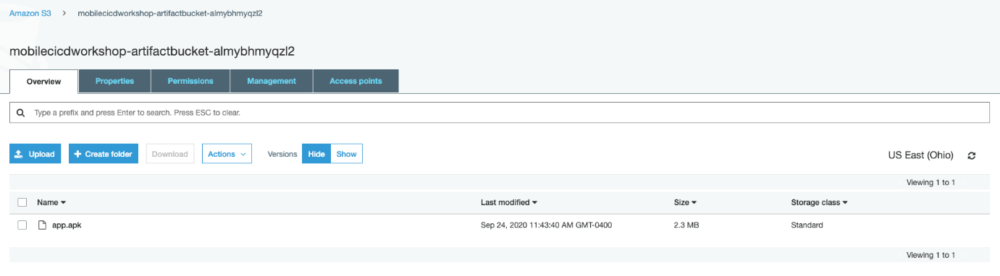 Amazon S3 > mobilecicdworkshop-artifactbucket-almybhmyqzl2
mobilecicdworkshop-artifactbucket-almybhmyqzl2
Overview Properties Permissions Management Access points
Type a prefix and press Enter to search. Press ESC to clear.
Upload + Create folder Download Actions Versions Hide Show US East (Ohio)
Viewing 1 to 1
Name Last modified Size Storage class
app.apk Sep 24, 2020 11:43:40 AM GMT-0400 2.3 MB Standard
Viewing 1 to 1